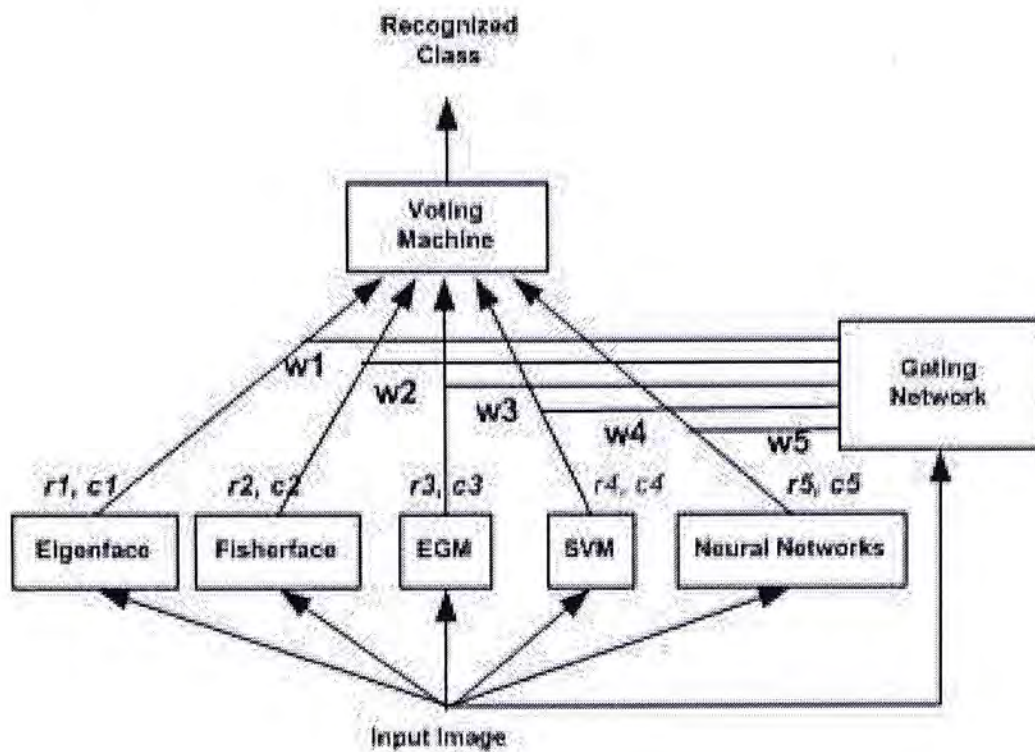 Recognized
Class
Voting
Machine
Gating
Network
w1
w2
w3
w4
w5
r1, c1
r2, c2
r3, c3
r4, c4
r5, c5
Eigenface
Fisherface
EGM
SVM
Neural Networks
Input Image